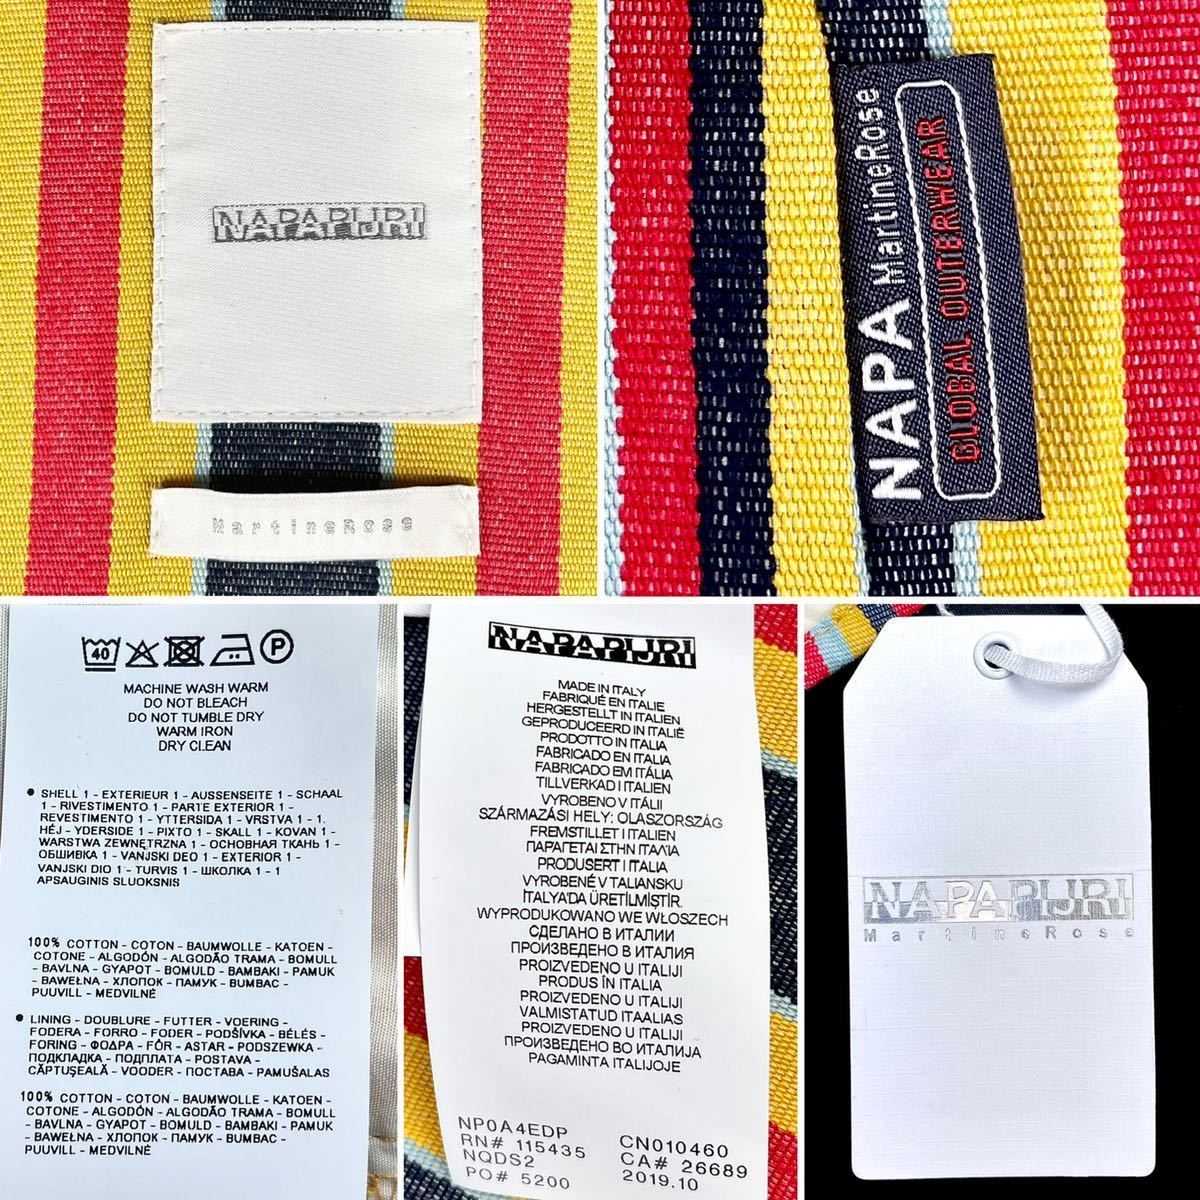 NAPAPIJRI
MartineRose
NAPA MartineRose
GLOBAL OUTERWEAR
40
P
MACHINE WASH WARM
DO NOT BLEACH
DO NOT TUMBLE DRY
WARM IRON
DRY CLEAN
• SHELL 1 - EXTERIEUR 1 - AUSSENSEITE 1 - SCHAAL
1 - RIVESTIMENTO 1 - PARTE EXTERIOR 1 -
REVESTIMENTO 1 - YTTERSIDA 1 - VRSTVA 1 - 1.
HÉJ - YDERSIDE 1 - ΡΙΧΤΟ 1 - SKALL 1 - KOVAN 1 -
WARSTWA ZEWNĘTRZNA 1 - ОСНОВНАЯ ТКАНЬ 1 -
ОБШИВКА 1 - VANJSKI DEO 1 - EXTERIOR 1 -
VANJSKI DIO 1 - TURVIS 1 - ШКОЛКА 1 - 1
APSAUGINIS SLUOKSNIS
100% COTTON - COTON - BAUMWOLLE - KATOEN -
COTONE - ALGODÓN - ALGODÃO TRAMA - BOMULL
- BAVLNA - GYAPOT - BOMULD - BAMBAKI - PAMUK
- BAWEŁNA - ХЛОПОК - ПАМУК - BUMBAC -
PUUVILL - MEDVILNĖ
• LINING - DOUBLURE - FUTTER - VOERING -
FODERA - FORRO - FODER - PODŠÍVKA - BÉLÉS -
FORING - ΦΟΔΡΑ - FÔR - ASTAR - PODSZEWKA -
ПОДКЛАДКА - ПОДПЛАТА - POSTAVA -
CĂPTUȘEALĂ - VOODER - ПОСТАВА - PAMUŠALAS
100% COTTON - COTON - BAUMWOLLE - KATOEN -
COTONE - ALGODÓN - ALGODÃO TRAMA - BOMULL
- BAVLNA - GYAPOT - BOMULD - BAMBAKI - PAMUK
- BAWEŁNA - ХЛОПОК - ПАМУК - BUMBAC -
PUUVILL - MEDVILNĖ
NAPAPIJRI
MADE IN ITALY
FABRIQUÉ EN ITALIE
HERGESTELLT IN ITALIEN
GEPRODUCEERD IN ITALIË
PRODOTTO IN ITALIA
FABRICADO EN ITALIA
FABRICADO EM ITÁLIA
TILLVERKAD I ITALIEN
VYROBENO V ITÁLII
SZÁRMAZÁSI HELY: OLASZORSZÁG
FREMSTILLET I ITALIEN
ΠΑΡΑΓΕΤΑΙ ΣΤΗΝ ΙΤΑΛΙΑ
PRODUSERT I ITALIA
VYROBENÉ V TALIANSKU
İTALYA'DA ÜRETİLMİŞTİR.
WYPRODUKOWANO WE WŁOSZECH
СДЕЛАНО В ИТАЛИИ
ПРОИЗВЕДЕНО В ИТАЛИЯ
PROIZVEDENO U ITALIJI
PRODUS ÎN ITALIA
PROIZVEDENO U ITALIJI
VALMISTATUD ITAALIAS
PROIZVEDENO U ITALIJI
ПРОИЗВЕДЕНО ВО ИТАЛИЈА
PAGAMINTA ITALIJOJE
NP0A4EDP CN010460
RN# 115435 CA# 26689
NQDS2 2019.10
PO# 5200
NAPAPIJRI
MartineRose